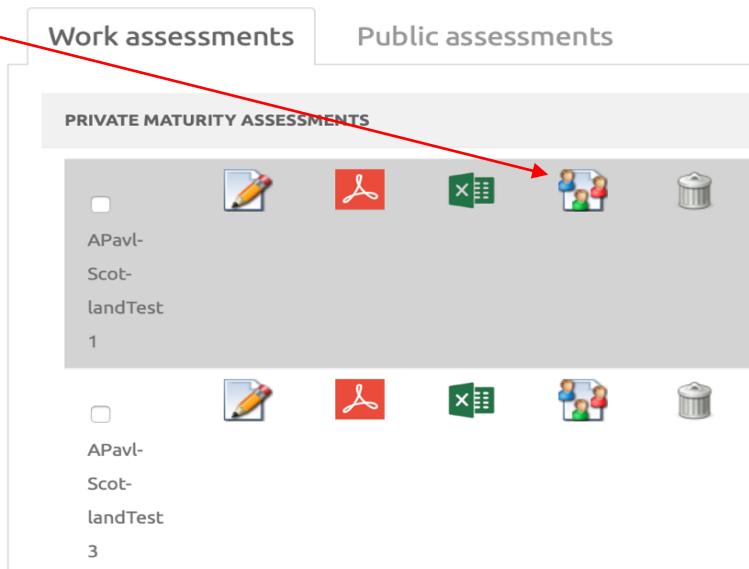 Work assessments
Public assessments
PRIVATE MATURITY ASSESSMENTS
APavl-
Scot-
landTest
1
APavl-
Scot-
landTest
3